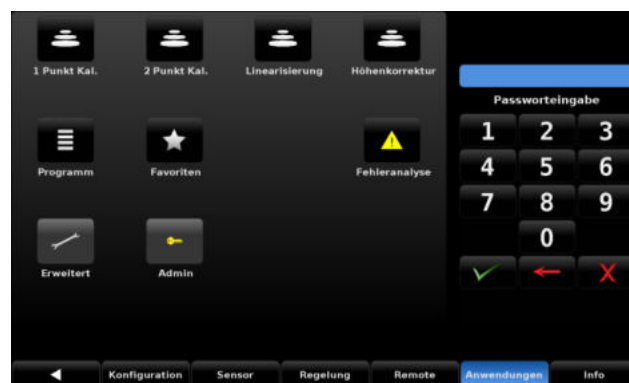 1 Punkt Kal. 2 Punkt Kal. Linearisierung Höhenkorrektur
Passworteingabe
1 2 3
Programm Favoriten Fehleranalyse
4 5 6
7 8 9
0
Erweitert Admin
X
Konfiguration Sensor Regelung Remote Anwendungen Info